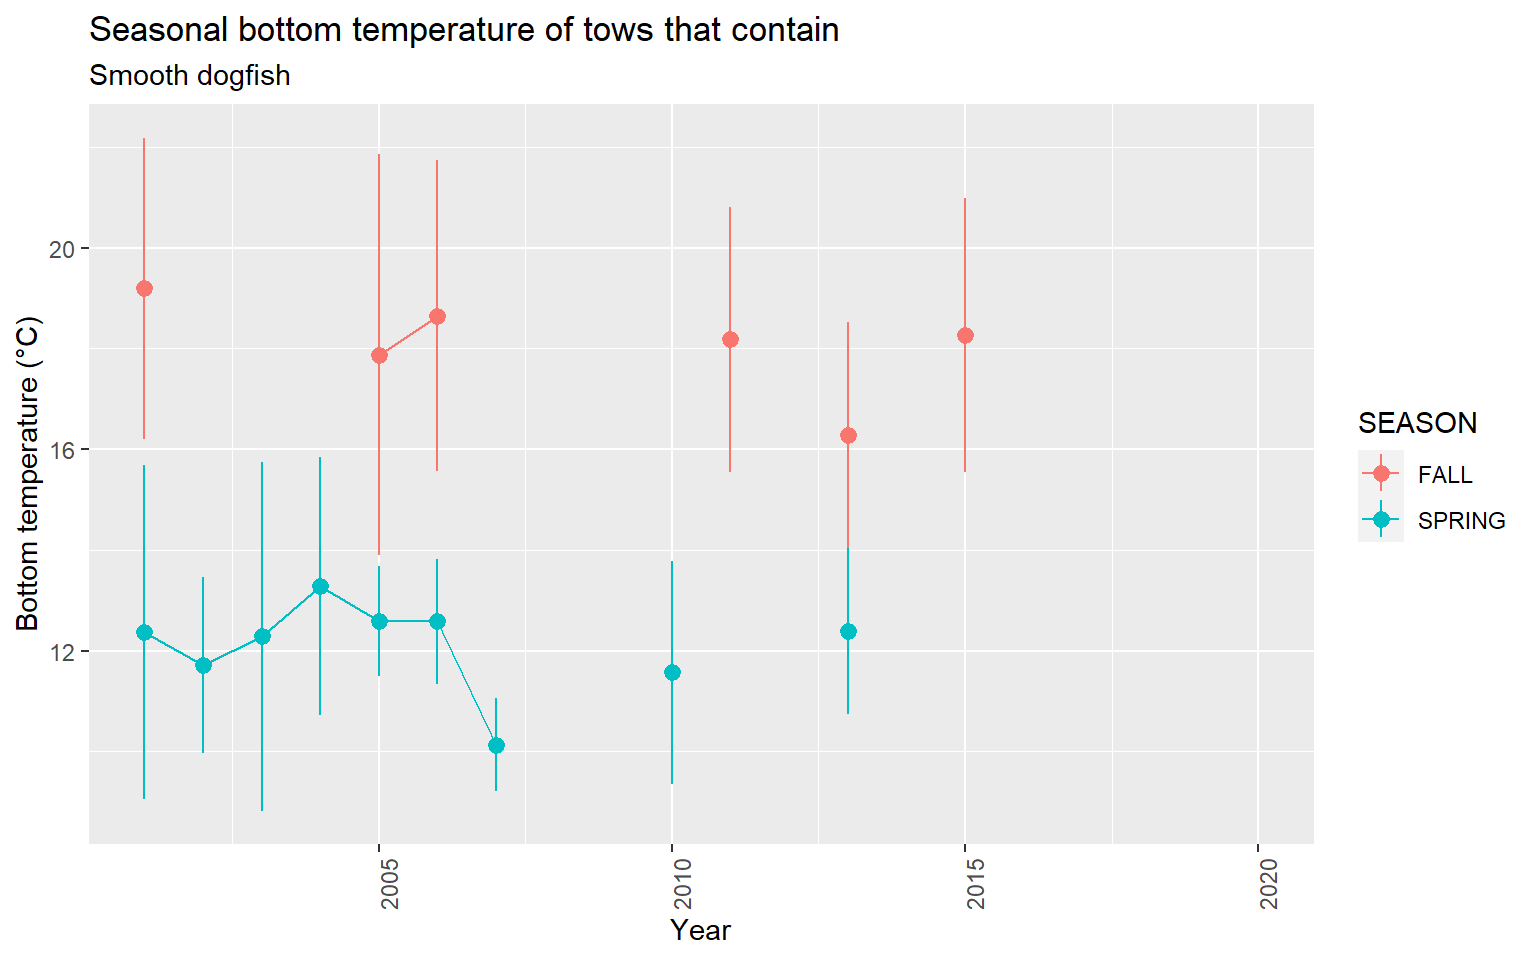 Seasonal bottom temperature of tows that contain
Smooth dogfish
Bottom temperature (°C)
20
16
12
2005
2010
2015
2020
Year
SEASON
FALL
SPRING